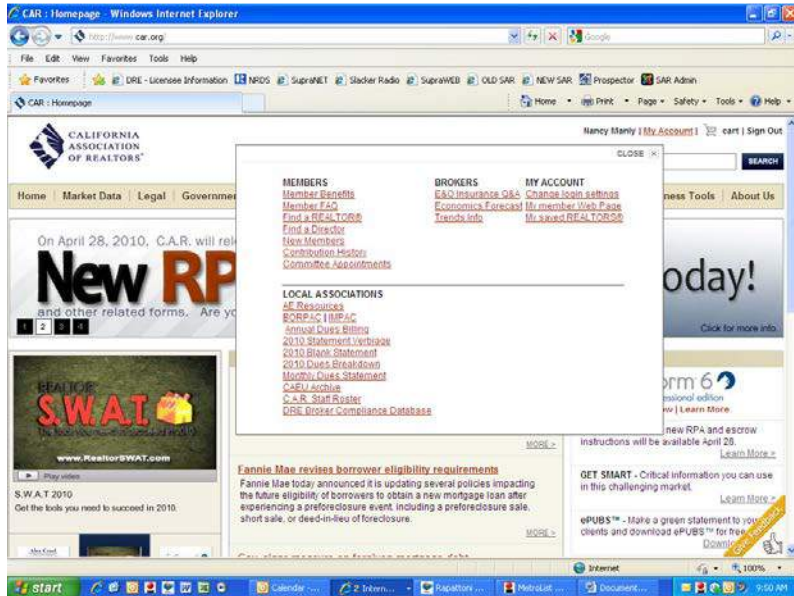 CAR : Homepage - Windows Internet Explorer
http://www.car.org/
Google
File Edit View Favorites Tools Help
Favorites DRE - Licensee Information NRDS SupraNET Slacker Radio SupraWEB OLD SAR NEW SAR Prospector SAR Admin
CAR : Homepage
Home Print Page Safety Tools Help
CALIFORNIA
ASSOCIATION
OF REALTORS®
Nancy Manly | My Account | cart | Sign Out
SEARCH
CLOSE ×
Home Market Data Legal Governme
ness Tools About Us
MEMBERS
Member Benefits
Member FAQ
Find a REALTOR®
Find a Director
New Members
Contribution History
Committee Appointments
BROKERS
E&O Insurance Q&A
Economics Forecast
Trends Info
MY ACCOUNT
Change login settings
My member Web Page
My saved REALTORS®
LOCAL ASSOCIATIONS
AE Resources
BORPAC | IMPAC
Annual Dues Billing
2010 Statement Verbiage
2010 Blank Statement
2010 Dues Breakdown
Monthly Dues Statement
CAEU Archive
C.A.R. Staff Roster
DRE Broker Compliance Database
On April 28, 2010, C.A.R. will rel
New RP
oday!
and other related forms. Are yo
1 2 3 4
Click for more info
REALTOR
S.W.A.T.
www.RealtorSWAT.com
Play video
S.W.A.T 2010
Get the tools you need to succeed in 2010.
MORE >
Fannie Mae revises borrower eligibility requirements
Fannie Mae today announced it is updating several policies impacting
the future eligibility of borrowers to obtain a new mortgage loan after
experiencing a preforeclosure event, including a preforeclosure sale,
short sale, or deed-in-lieu of foreclosure.
MORE >
orm 6
essional edition
w | Learn More
new RPA and escrow
instructions will be available April 28.
Learn More >
GET SMART - Critical information you can use
in this challenging market.
Learn More >
ePUBS™ - Make a green statement to your
clients and download ePUBS™ for free
Downl
Give Feedback
Internet
100%
start
Calendar -...
2 Intern...
Rapattoni ...
MetroList ...
Document...
9:50 AM